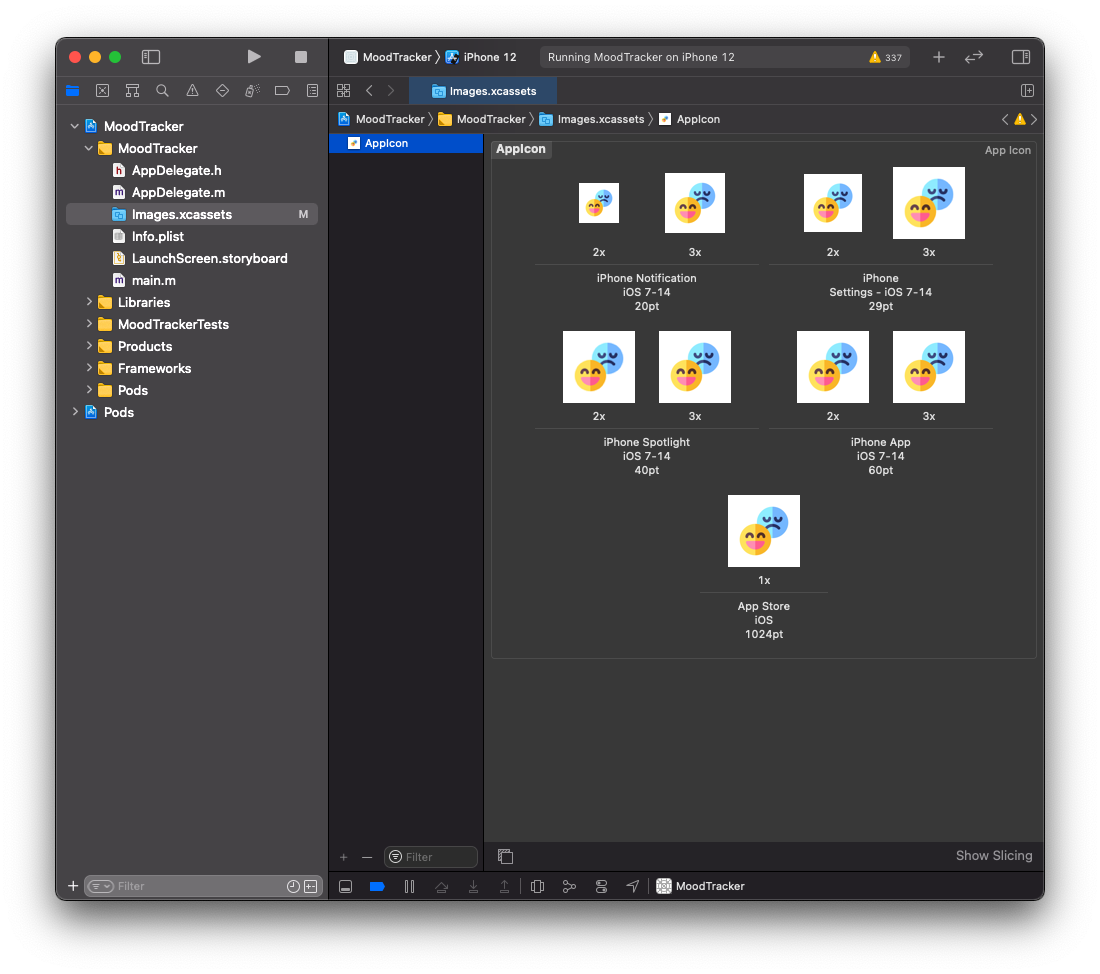 MoodTracker
iPhone 12
Running MoodTracker on iPhone 12
337
Images.xcassets
MoodTracker
MoodTracker
Images.xcassets
AppIcon
MoodTracker
MoodTracker
h AppDelegate.h
m AppDelegate.m
Images.xcassets M
Info.plist
LaunchScreen.storyboard
m main.m
Libraries
MoodTrackerTests
Products
Frameworks
Pods
Pods
Filter
AppIcon
Filter
AppIcon
App Icon
2x 3x
iPhone Notification
iOS 7-14
20pt
2x 3x
iPhone
Settings - iOS 7-14
29pt
2x 3x
iPhone Spotlight
iOS 7-14
40pt
2x 3x
iPhone App
iOS 7-14
60pt
1x
App Store
iOS
1024pt
Show Slicing
MoodTracker